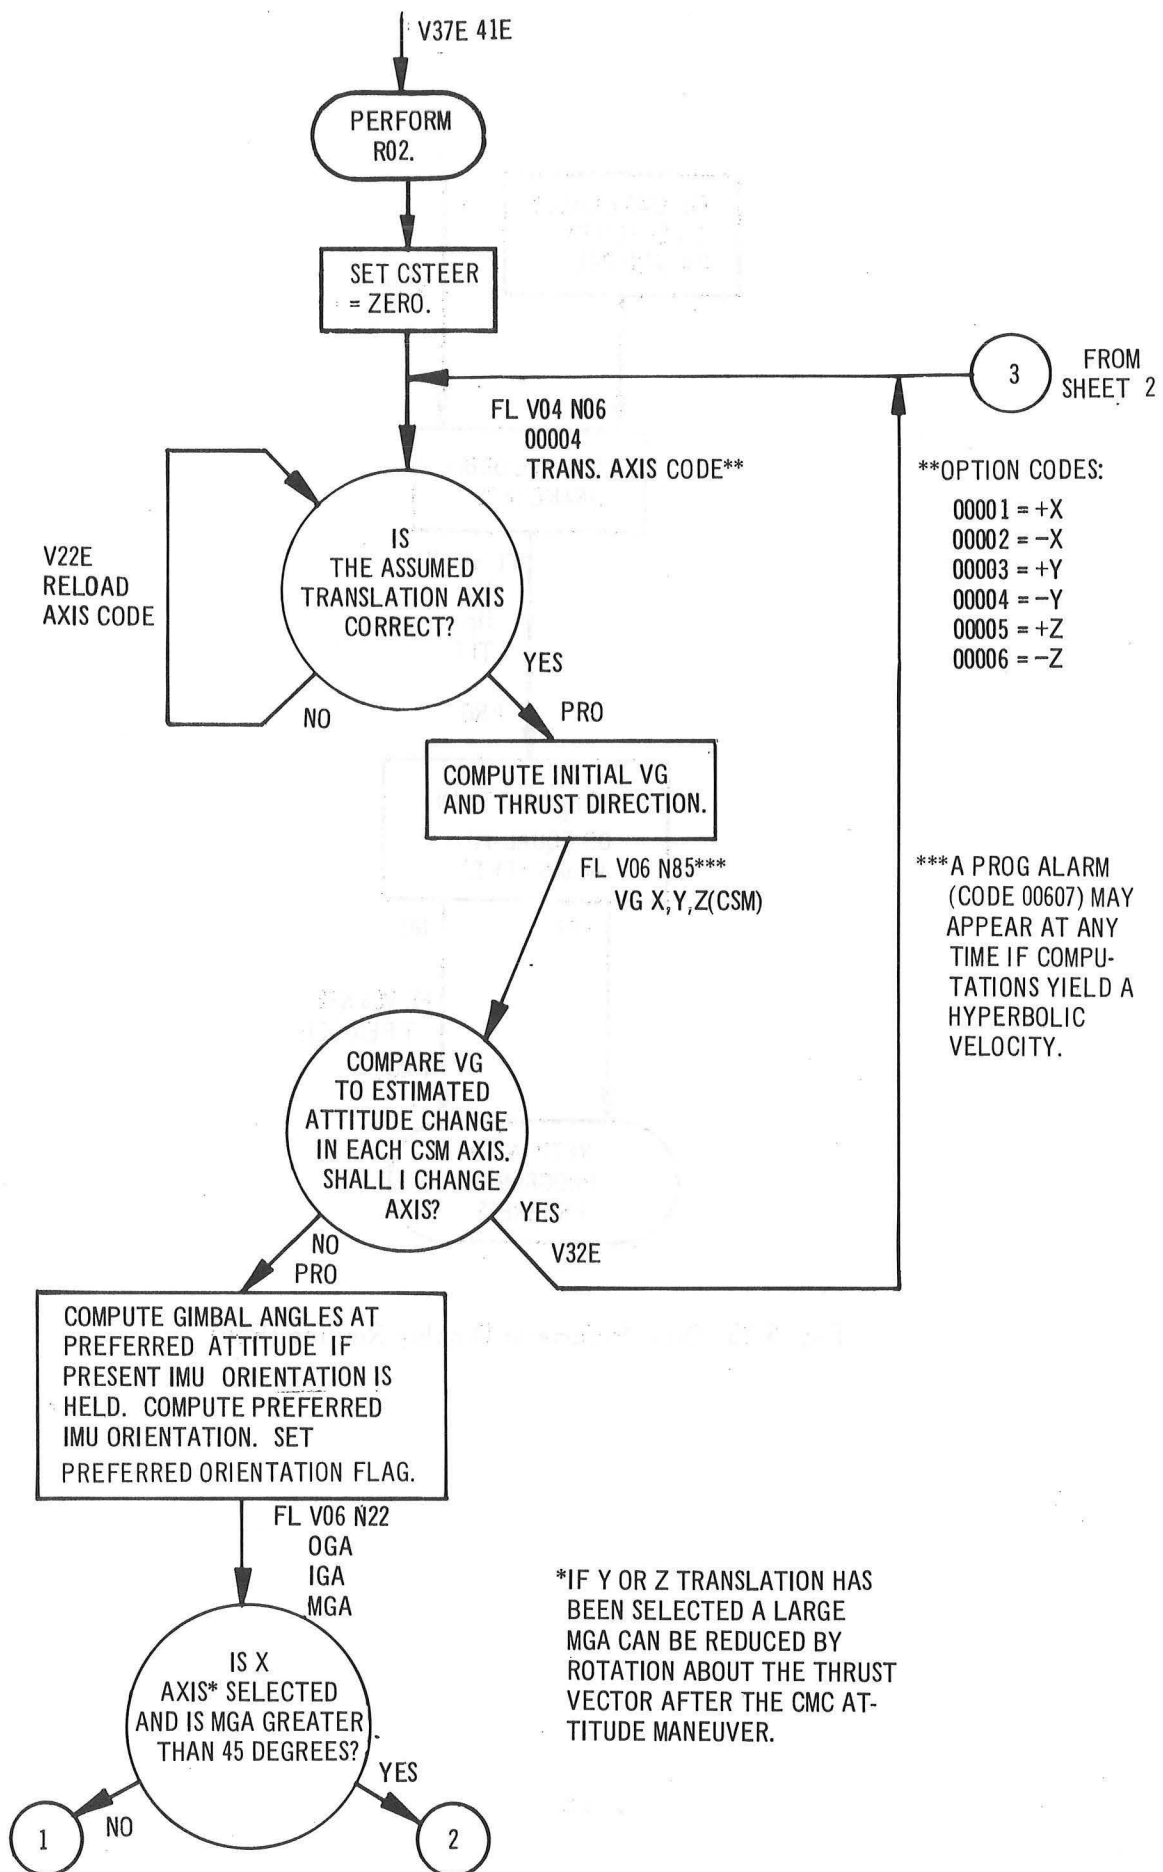 V37E 41E
PERFORM
R02.
SET CSTEER
= ZERO.
3
FROM
SHEET 2
FL V04 N06
00004
TRANS. AXIS CODE**
**OPTION CODES:
00001 = +X
00002 = -X
00003 = +Y
00004 = -Y
00005 = +Z
00006 = -Z
IS
THE ASSUMED
TRANSLATION AXIS
CORRECT?
V22E
RELOAD
AXIS CODE
NO
YES
PRO
COMPUTE INITIAL VG
AND THRUST DIRECTION.
FL V06 N85***
VG X,Y,Z(CSM)
***A PROG ALARM
(CODE 00607) MAY
APPEAR AT ANY
TIME IF COMPU-
TATIONS YIELD A
HYPERBOLIC
VELOCITY.
COMPARE VG
TO ESTIMATED
ATTITUDE CHANGE
IN EACH CSM AXIS.
SHALL I CHANGE
AXIS?
YES
V32E
NO
PRO
COMPUTE GIMBAL ANGLES AT
PREFERRED ATTITUDE IF
PRESENT IMU ORIENTATION IS
HELD. COMPUTE PREFERRED
IMU ORIENTATION. SET
PREFERRED ORIENTATION FLAG.
FL V06 N22
OGA
IGA
MGA
*IF Y OR Z TRANSLATION HAS
BEEN SELECTED A LARGE
MGA CAN BE REDUCED BY
ROTATION ABOUT THE THRUST
VECTOR AFTER THE CMC AT-
TITUDE MANEUVER.
IS X
AXIS* SELECTED
AND IS MGA GREATER
THAN 45 DEGREES?
NO
YES
1
2